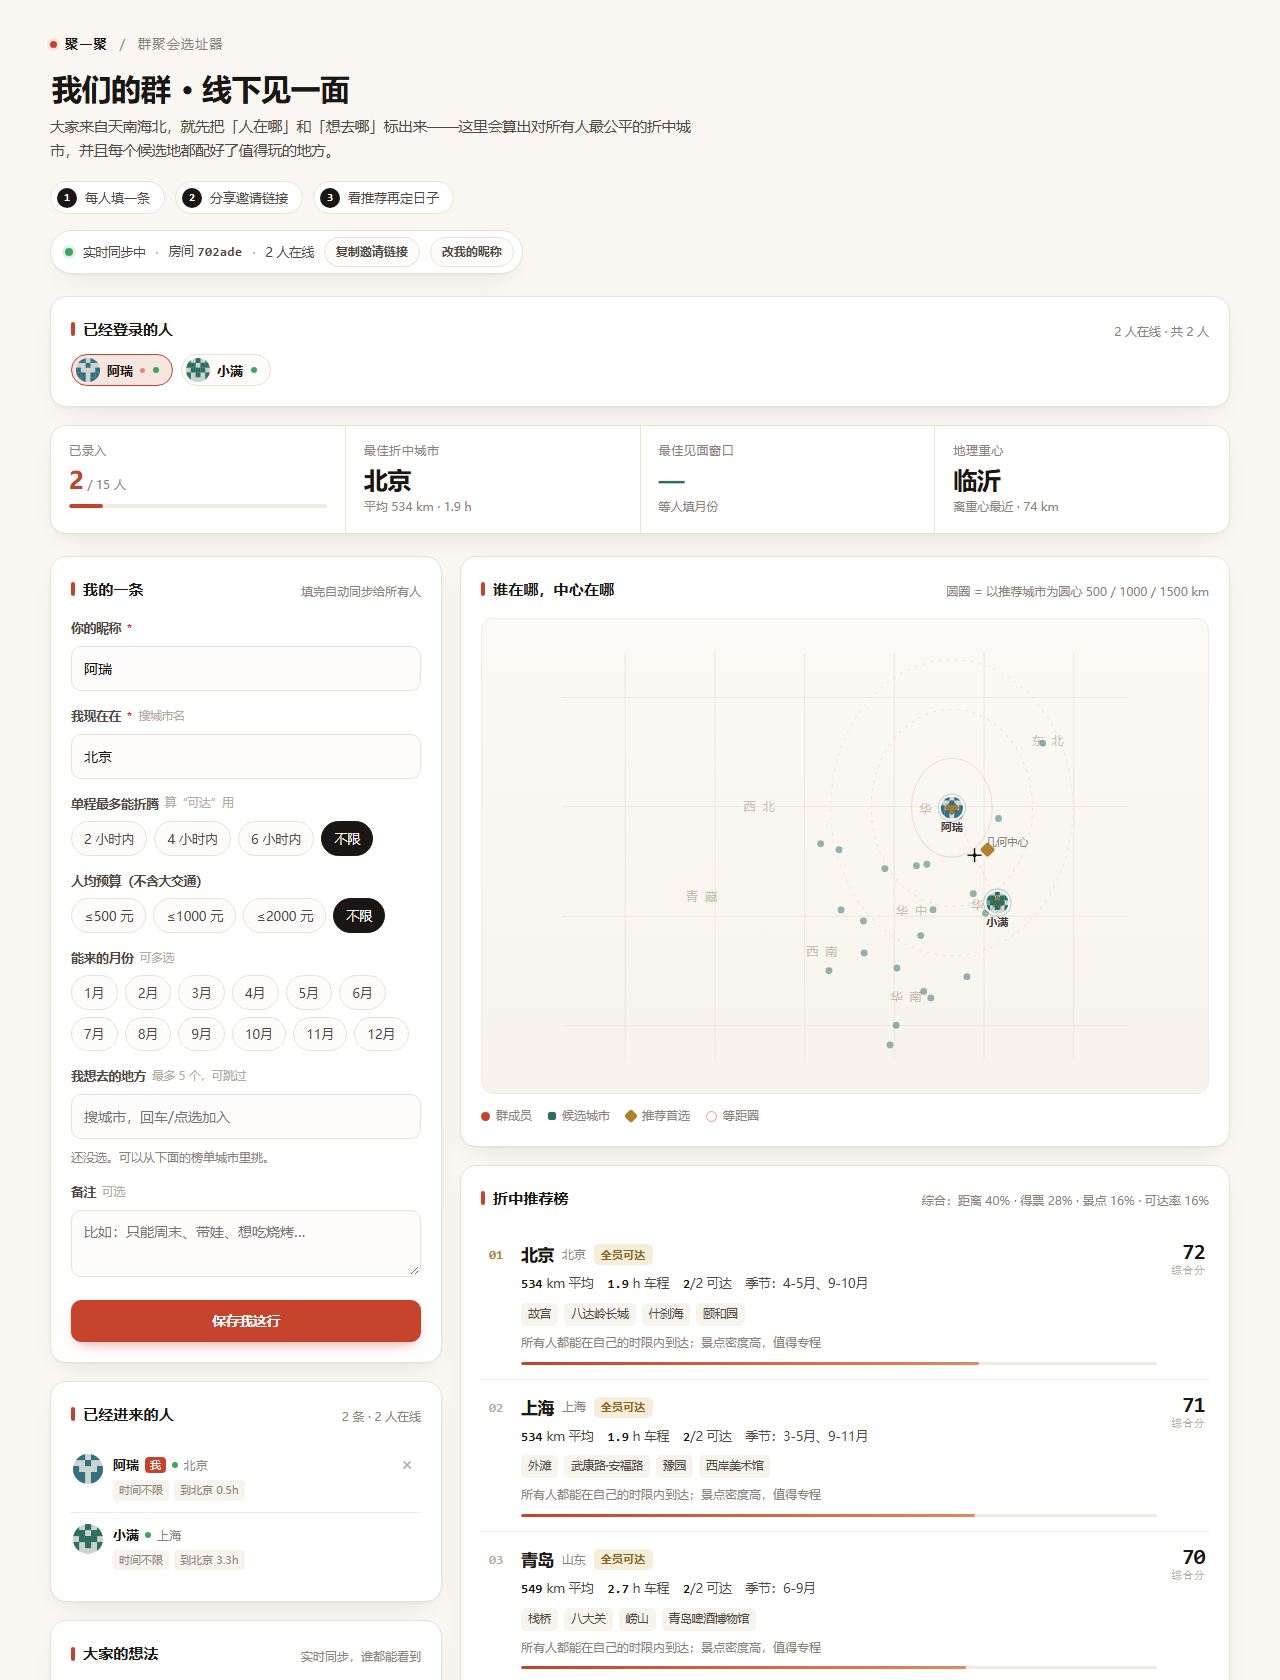 聚一聚 / 群聚会选址器
我们的群·线下见一面
大家来自天南海北，就先把「人在哪」和「想去哪」标出来——这里会算出对所有人最公平的折中城
市，并且每个候选地都配好了值得玩的地方。
1 每人填一条 2 分享邀请链接 3 看推荐再定日子
实时同步中 · 房间 702ade · 2 人在线 复制邀请链接 改我的昵称
已经登录的人 2 人在线 · 共 2 人
阿瑞 小满
已录入
2 / 15 人
最佳折中城市
北京
平均 534 km · 1.9 h
最佳见面窗口
—
等人填月份
地理重心
临沂
离重心最近 · 74 km
我的一条 填完自动同步给所有人
你的昵称 *
阿瑞
我现在在 * 搜城市名
北京
单程最多能折腾 算“可达”用
2 小时内 4 小时内 6 小时内 不限
人均预算（不含大交通）
≤500 元 ≤1000 元 ≤2000 元 不限
能来的月份 可多选
1月 2月 3月 4月 5月 6月
7月 8月 9月 10月 11月 12月
我想去的地方 最多 5 个，可跳过
搜城市，回车/点选加入
还没选。可以从下面的榜单城市里挑。
备注 可选
比如：只能周末、带娃、想吃烧烤...
保存我这行
已经进来的人 2 条 · 2 人在线
阿瑞 我 北京 ×
时间不限 到北京 0.5h
小满 上海
时间不限 到北京 3.3h
大家的想法 实时同步，谁都能看到
谁在哪，中心在哪 圆圈 = 以推荐城市为圆心 500 / 1000 / 1500 km
东 北
西 北
华
阿瑞
几何中心
青 藏
华 中
华
小满
西 南
华 南
群成员 候选城市 推荐首选 等距圈
折中推荐榜 综合：距离 40% · 得票 28% · 景点 16% · 可达率 16%
01 北京 北京 全员可达 72
534 km 平均 1.9 h 车程 2/2 可达 季节：4-5月、9-10月 综合分
故宫 八达岭长城 什刹海 颐和园
所有人都能在自己的时限内到达；景点密度高，值得专程
02 上海 上海 全员可达 71
534 km 平均 1.9 h 车程 2/2 可达 季节：3-5月、9-11月 综合分
外滩 武康路·安福路 豫园 西岸美术馆
所有人都能在自己的时限内到达；景点密度高，值得专程
03 青岛 山东 全员可达 70
549 km 平均 2.7 h 车程 2/2 可达 季节：6-9月 综合分
栈桥 八大关 崂山 青岛啤酒博物馆
所有人都能在自己的时限内到达；景点密度高，值得专程